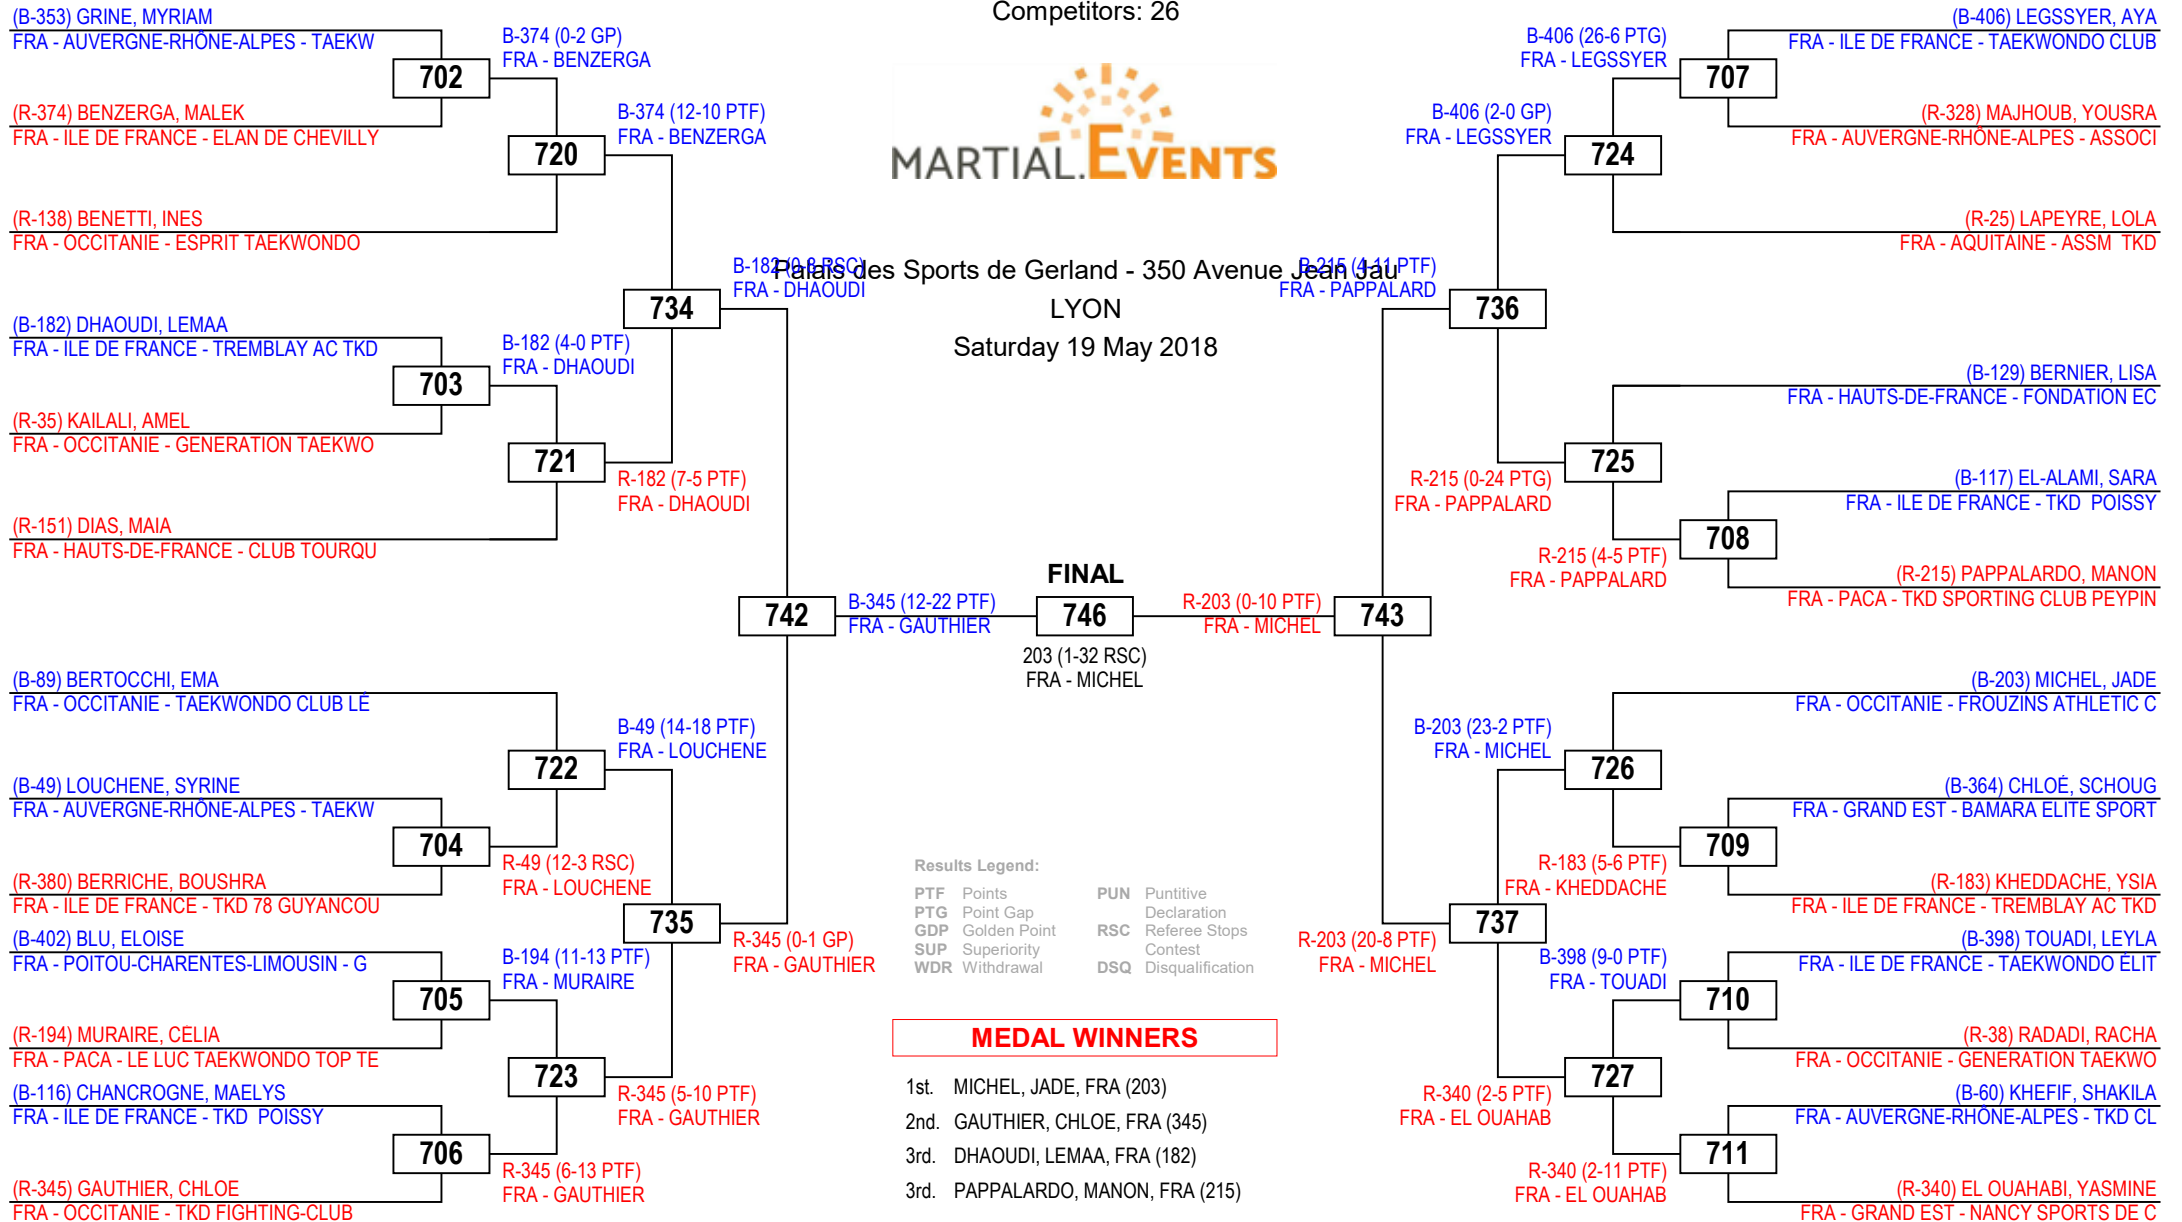 Competitors: 26
MARTIAL.EVENTS
Palais des Sports de Gerland - 350 Avenue Jean Jau
LYON
Saturday 19 May 2018
(B-353) GRINE, MYRIAM
FRA - AUVERGNE-RHÔNE-ALPES - TAEKW
702
(R-374) BENZERGA, MALEK
FRA - ILE DE FRANCE - ELAN DE CHEVILLY
B-374 (0-2 GP)
FRA - BENZERGA
720
(R-138) BENETTI, INES
FRA - OCCITANIE - ESPRIT TAEKWONDO
B-374 (12-10 PTF)
FRA - BENZERGA
734
B-182 (0-8 RSC)
FRA - DHAOUDI
(B-182) DHAOUDI, LEMAA
FRA - ILE DE FRANCE - TREMBLAY AC TKD
703
(R-35) KAILALI, AMEL
FRA - OCCITANIE - GENERATION TAEKWO
B-182 (4-0 PTF)
FRA - DHAOUDI
721
(R-151) DIAS, MAIA
FRA - HAUTS-DE-FRANCE - CLUB TOURQU
R-182 (7-5 PTF)
FRA - DHAOUDI
742
B-345 (12-22 PTF)
FRA - GAUTHIER
(B-89) BERTOCCHI, EMA
FRA - OCCITANIE - TAEKWONDO CLUB LÉ
722
B-49 (14-18 PTF)
FRA - LOUCHENE
(B-49) LOUCHENE, SYRINE
FRA - AUVERGNE-RHÔNE-ALPES - TAEKW
704
(R-380) BERRICHE, BOUSHRA
FRA - ILE DE FRANCE - TKD 78 GUYANCOU
R-49 (12-3 RSC)
FRA - LOUCHENE
735
R-345 (0-1 GP)
FRA - GAUTHIER
(B-402) BLU, ELOISE
FRA - POITOU-CHARENTES-LIMOUSIN - G
705
(R-194) MURAIRE, CÉLIA
FRA - PACA - LE LUC TAEKWONDO TOP TE
B-194 (11-13 PTF)
FRA - MURAIRE
723
R-345 (5-10 PTF)
FRA - GAUTHIER
(B-116) CHANCROGNE, MAELYS
FRA - ILE DE FRANCE - TKD  POISSY
706
(R-345) GAUTHIER, CHLOE
FRA - OCCITANIE - TKD FIGHTING-CLUB
R-345 (6-13 PTF)
FRA - GAUTHIER
FINAL
746
203 (1-32 RSC)
FRA - MICHEL
(B-406) LEGSSYER, AYA
FRA - ILE DE FRANCE - TAEKWONDO CLUB
707
(R-328) MAJHOUB, YOUSRA
FRA - AUVERGNE-RHÔNE-ALPES - ASSOCI
B-406 (26-6 PTG)
FRA - LEGSSYER
724
(R-25) LAPEYRE, LOLA
FRA - AQUITAINE - ASSM  TKD
B-406 (2-0 GP)
FRA - LEGSSYER
736
B-215 (4-11 PTF)
FRA - PAPPALARD
(B-129) BERNIER, LISA
FRA - HAUTS-DE-FRANCE - FONDATION EC
725
R-215 (0-24 PTG)
FRA - PAPPALARD
(B-117) EL-ALAMI, SARA
FRA - ILE DE FRANCE - TKD  POISSY
708
(R-215) PAPPALARDO, MANON
FRA - PACA - TKD SPORTING CLUB PEYPIN
R-215 (4-5 PTF)
FRA - PAPPALARD
743
R-203 (0-10 PTF)
FRA - MICHEL
(B-203) MICHEL, JADE
FRA - OCCITANIE - FROUZINS ATHLETIC C
726
B-203 (23-2 PTF)
FRA - MICHEL
(B-364) CHLOÉ, SCHOUG
FRA - GRAND EST - BAMARA ELITE SPORT
709
(R-183) KHEDDACHE, YSIA
FRA - ILE DE FRANCE - TREMBLAY AC TKD
R-183 (5-6 PTF)
FRA - KHEDDACHE
737
R-203 (20-8 PTF)
FRA - MICHEL
(B-398) TOUADI, LEYLA
FRA - ILE DE FRANCE - TAEKWONDO ÉLIT
710
(R-38) RADADI, RACHA
FRA - OCCITANIE - GENERATION TAEKWO
B-398 (9-0 PTF)
FRA - TOUADI
727
R-340 (2-5 PTF)
FRA - EL OUAHAB
(B-60) KHEFIF, SHAKILA
FRA - AUVERGNE-RHÔNE-ALPES - TKD CL
711
(R-340) EL OUAHABI, YASMINE
FRA - GRAND EST - NANCY SPORTS DE C
R-340 (2-11 PTF)
FRA - EL OUAHAB
Results Legend:
PTF Points
PTG Point Gap
GDP Golden Point
SUP Superiority
WDR Withdrawal
PUN Puntitive
Declaration
RSC Referee Stops
Contest
DSQ Disqualification
MEDAL WINNERS
1st. MICHEL, JADE, FRA (203)
2nd. GAUTHIER, CHLOE, FRA (345)
3rd. DHAOUDI, LEMAA, FRA (182)
3rd. PAPPALARDO, MANON, FRA (215)